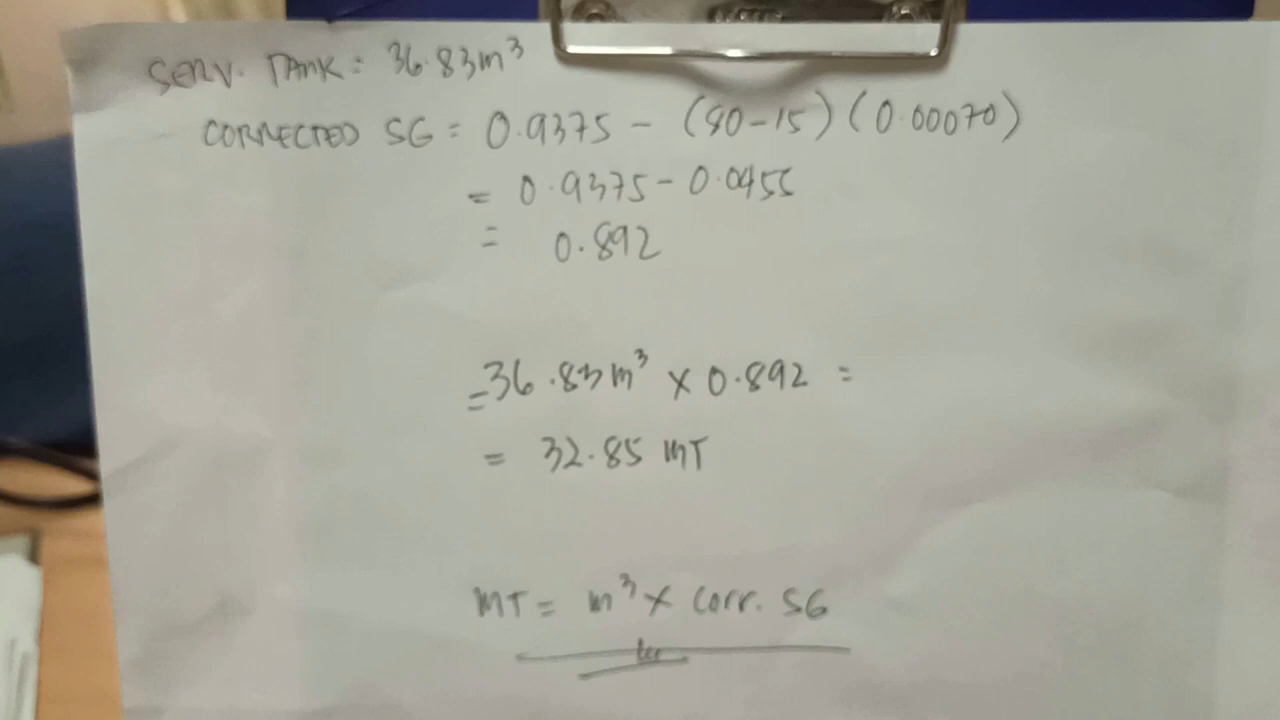 SERV. TANK: 36.83m³
CORRECTED SG = 0.9375 - (80-15)(0.00070)
= 0.9375 - 0.0455
= 0.892
=36.83m³ x 0.892 =
= 32.85 MT
MT = m³ x Corr. SG